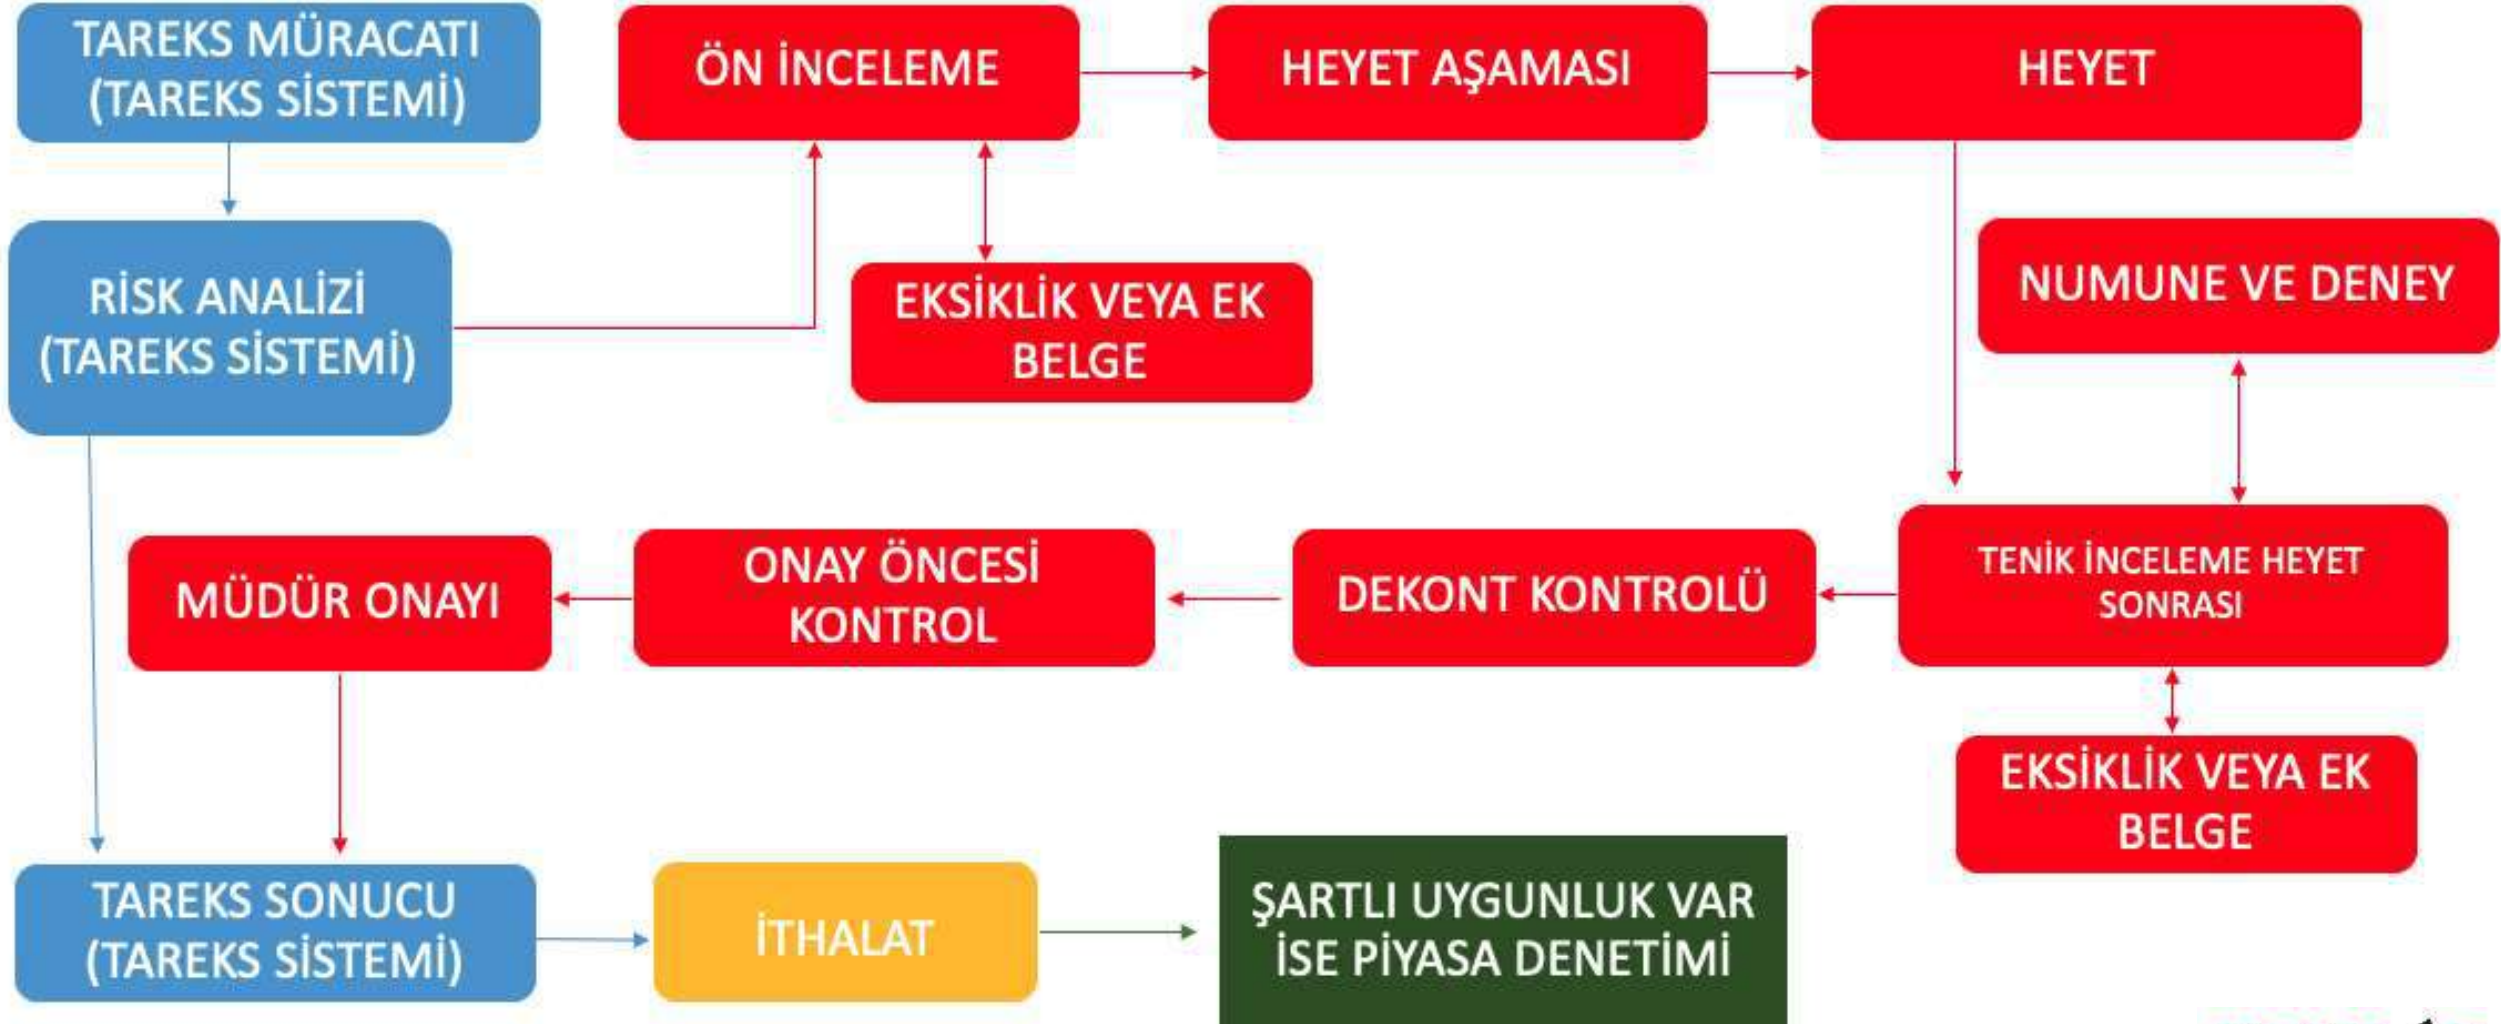 TAREKS MÜRACATI
(TAREKS SİSTEMİ)
ÖN İNCELEME
HEYET AŞAMASI
HEYET
RİSK ANALİZİ
(TAREKS SİSTEMİ)
EKSİKLİK VEYA EK
BELGE
NUMUNE VE DENEY
MÜDÜR ONAYI
ONAY ÖNCESİ
KONTROL
DEKONT KONTROLÜ
TENİK İNCELEME HEYET
SONRASI
EKSİKLİK VEYA EK
BELGE
TAREKS SONUCU
(TAREKS SİSTEMİ)
İTHALAT
ŞARTLI UYGUNLUK VAR
İSE PİYASA DENETİMİ